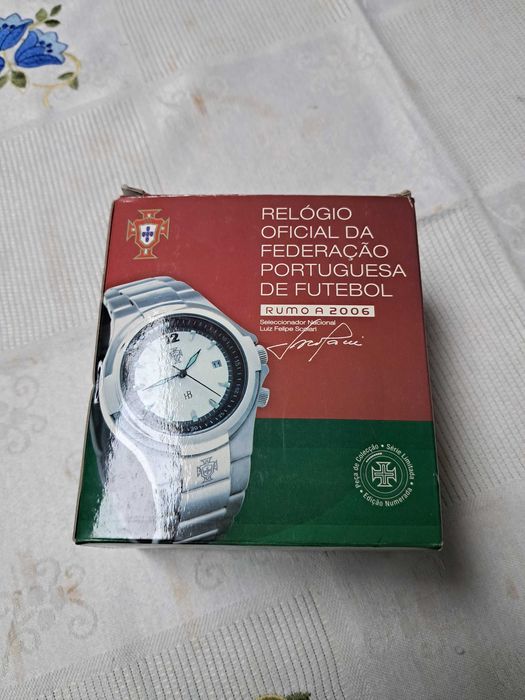 RELÓGIO
OFICIAL DA
FEDERAÇÃO
PORTUGUESA
DE FUTEBOL
RUMO A 2006
Seleccionador Nacional
Luiz Felipe Scolari
12
Peça de Colecção • Série Limitada • Edição Numerada •